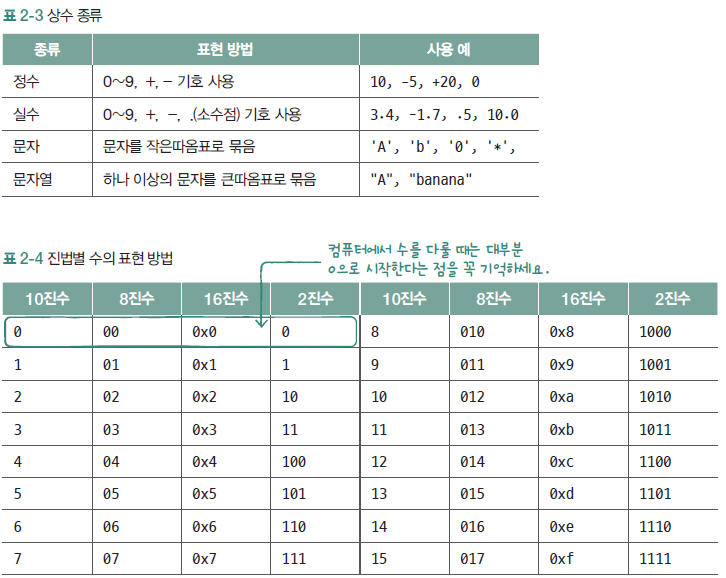 표 2-3 상수 종류
종류 표현 방법 사용 예
정수 0~9, +, - 기호 사용 10, -5, +20, 0
실수 0~9, +, -, .(소수점) 기호 사용 3.4, -1.7, .5, 10.0
문자 문자를 작은따옴표로 묶음 'A', 'b', '0', '*',
문자열 하나 이상의 문자를 큰따옴표로 묶음 "A", "banana"
컴퓨터에서 수를 다룰 때는 대부분
0으로 시작한다는 점을 꼭 기억하세요.
표 2-4 진법별 수의 표현 방법
10진수 8진수 16진수 2진수 10진수 8진수 16진수 2진수
0 00 0x0 0 8 010 0x8 1000
1 01 0x1 1 9 011 0x9 1001
2 02 0x2 10 10 012 0xa 1010
3 03 0x3 11 11 013 0xb 1011
4 04 0x4 100 12 014 0xc 1100
5 05 0x5 101 13 015 0xd 1101
6 06 0x6 110 14 016 0xe 1110
7 07 0x7 111 15 017 0xf 1111